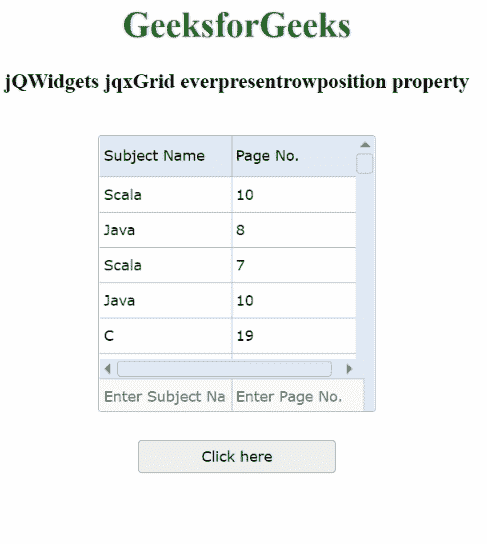 GeeksforGeeks
jQWidgets jqxGrid everpresentrowposition property
Subject Name Page No.
Scala 10
Java 8
Scala 7
Java 10
C 19
Enter Subject Na Enter Page No.
Click here